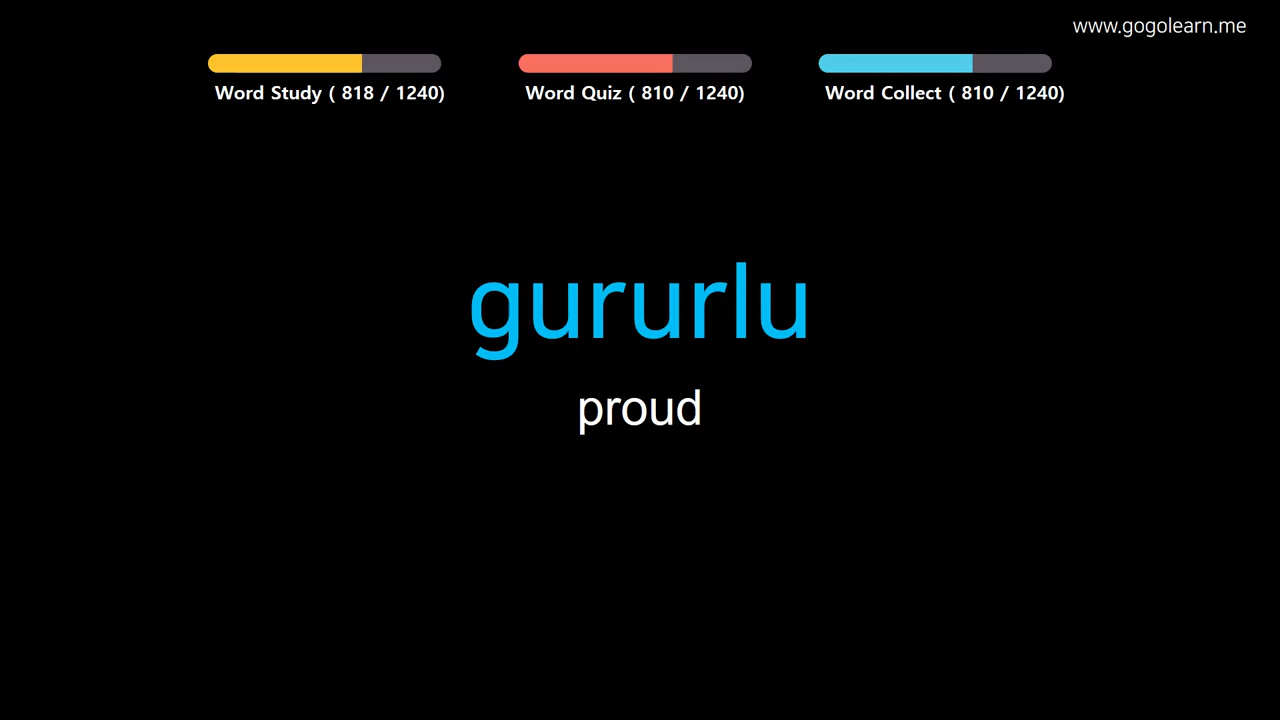 www.gogolearn.me
Word Study ( 818 / 1240)
Word Quiz ( 810 / 1240)
Word Collect ( 810 / 1240)
gururlu
proud